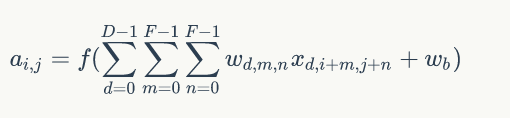 a_{i,j} = f(\sum_{d=0}^{D-1} \sum_{m=0}^{F-1} \sum_{n=0}^{F-1} w_{d,m,n} x_{d,i+m,j+n} + w_b)